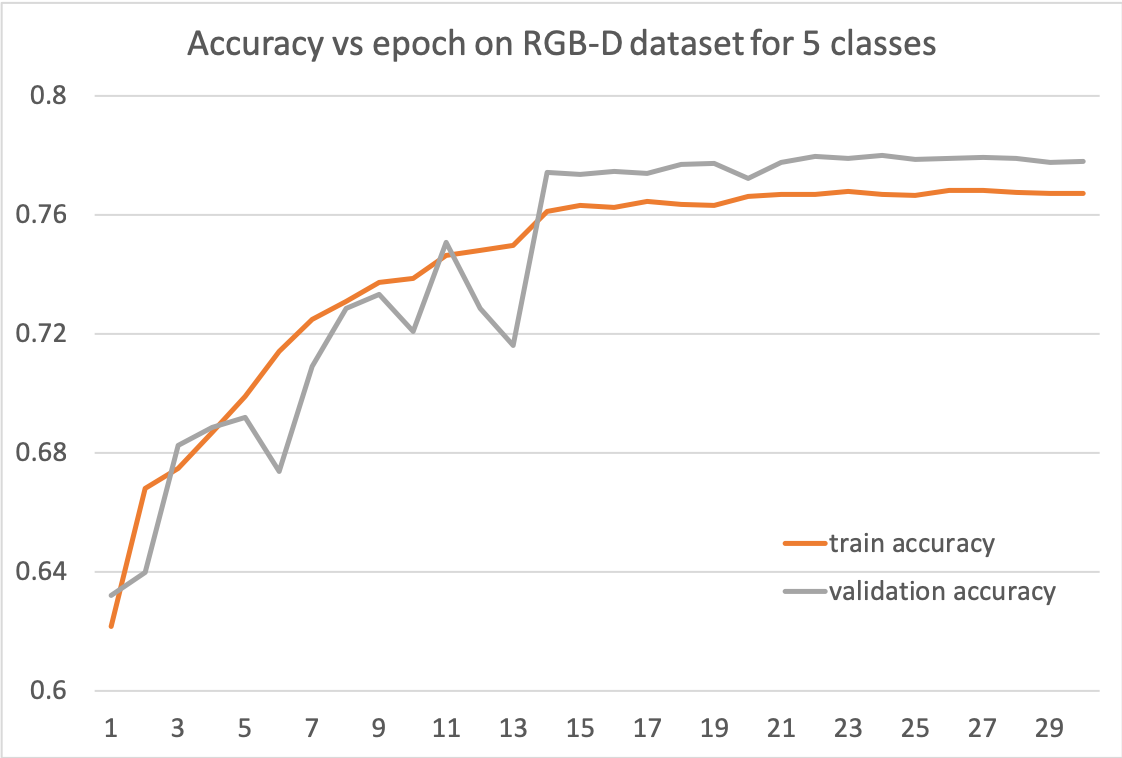 Accuracy vs epoch on RGB-D dataset for 5 classes
0.8
0.76
0.72
0.68
0.64
0.6
train accuracy
validation accuracy
1 3 5 7 9 11 13 15 17 19 21 23 25 27 29